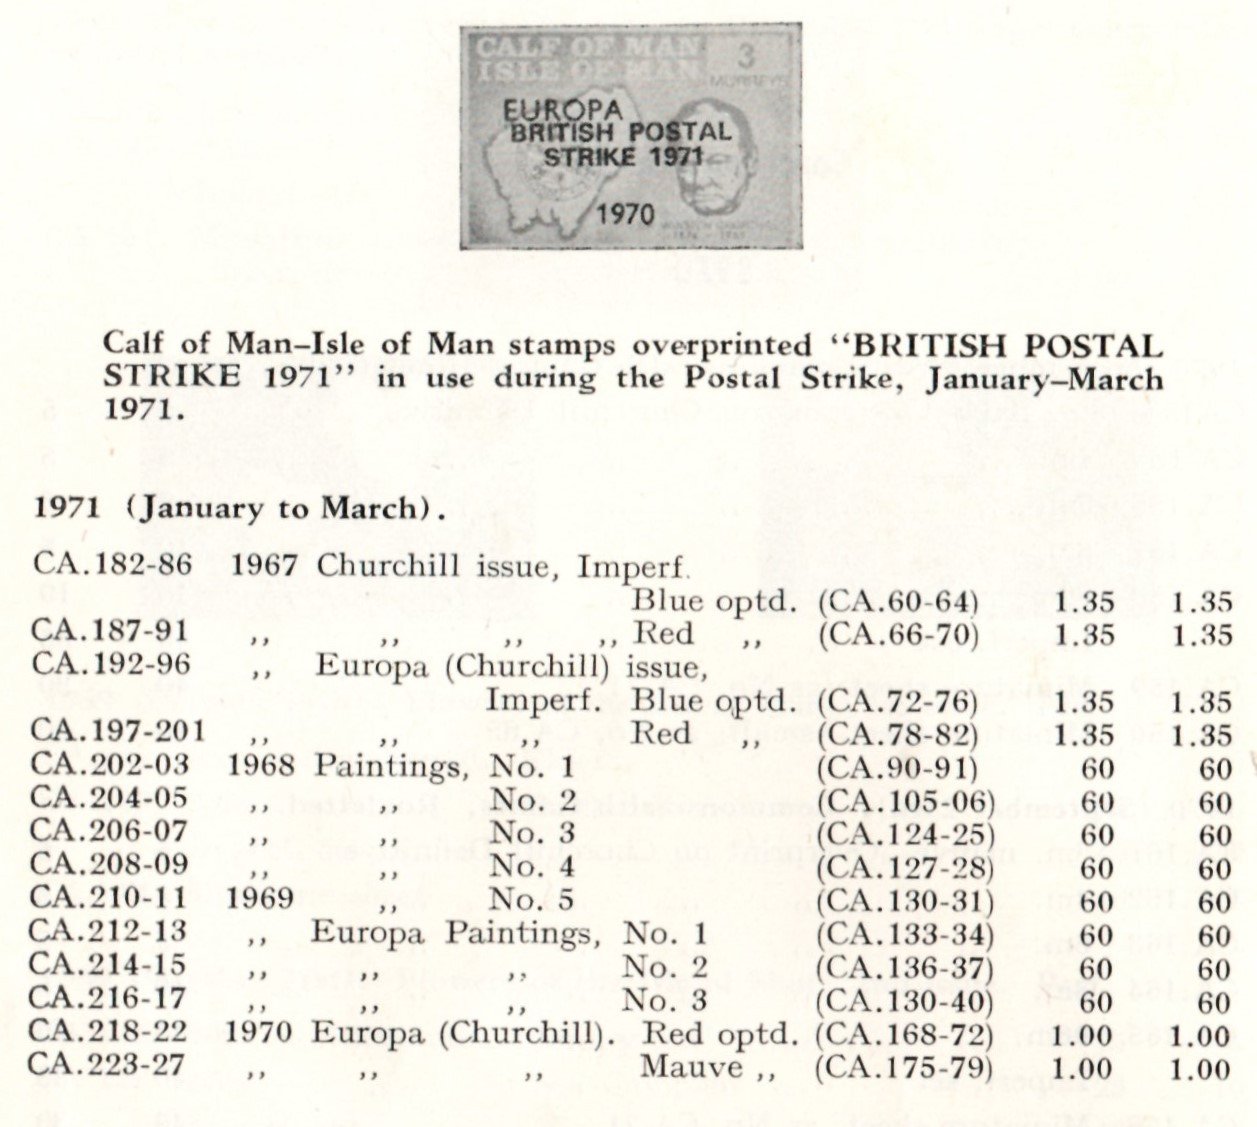 CALF OF MAN
ISLE OF MAN
3
EUROPA
BRITISH POSTAL
STRIKE 1971
1970
Calf of Man–Isle of Man stamps overprinted “BRITISH POSTAL
STRIKE 1971” in use during the Postal Strike, January–March
1971.
1971 (January to March).
CA.182-86 1967 Churchill issue, Imperf.
Blue optd. (CA.60-64) 1.35 1.35
CA.187-91 ,, ,, ,, ,, Red ,, (CA.66-70) 1.35 1.35
CA.192-96 ,, Europa (Churchill) issue,
Imperf. Blue optd. (CA.72-76) 1.35 1.35
CA.197-201 ,, ,, ,, Red ,, (CA.78-82) 1.35 1.35
CA.202-03 1968 Paintings, No. 1 (CA.90-91) 60 60
CA.204-05 ,, ,, No. 2 (CA.105-06) 60 60
CA.206-07 ,, ,, No. 3 (CA.124-25) 60 60
CA.208-09 ,, ,, No. 4 (CA.127-28) 60 60
CA.210-11 1969 ,, No.5 (CA.130-31) 60 60
CA.212-13 ,, Europa Paintings, No. 1 (CA.133-34) 60 60
CA.214-15 ,, ,, ,, No. 2 (CA.136-37) 60 60
CA.216-17 ,, ,, ,, No. 3 (CA.130-40) 60 60
CA.218-22 1970 Europa (Churchill). Red optd. (CA.168-72) 1.00 1.00
CA.223-27 ,, ,, ,, Mauve ,, (CA.175-79) 1.00 1.00